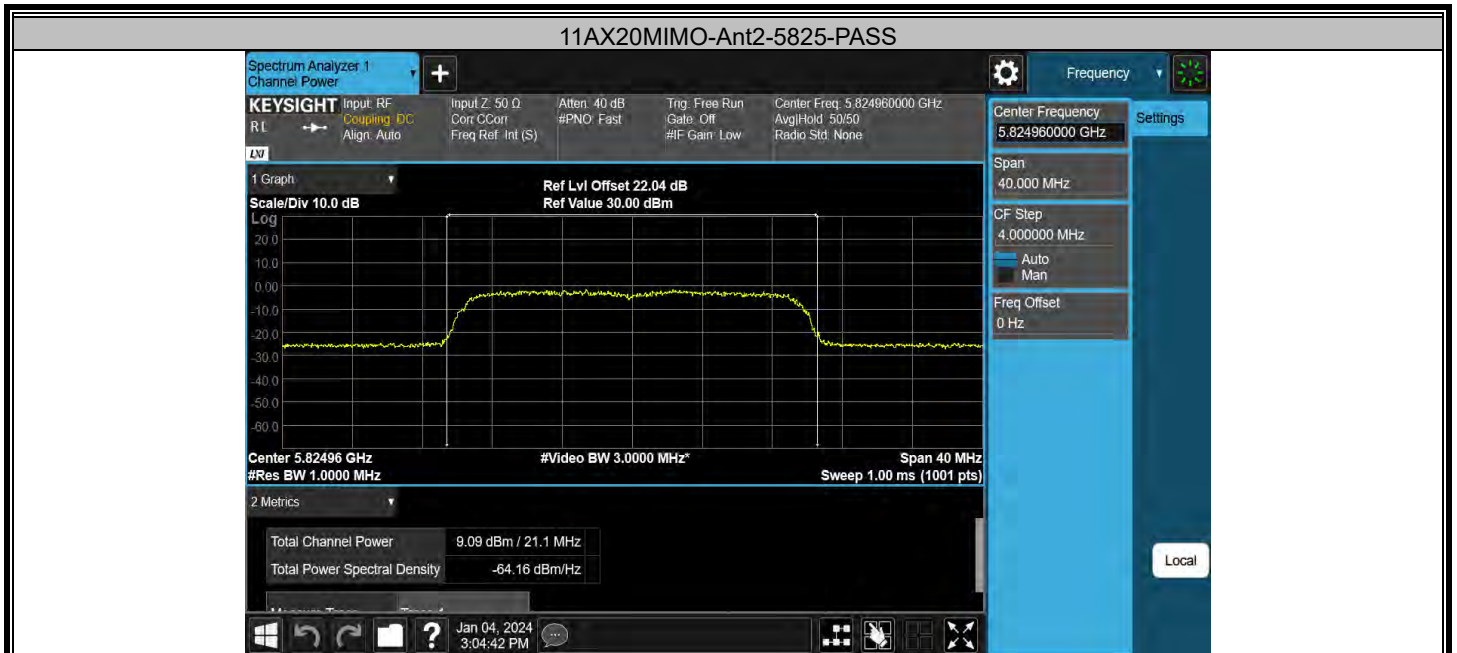 11AX20MIMO-Ant2-5825-PASS
Spectrum Analyzer 1
Channel Power
+
Frequency
KEYSIGHT
RL
LXI
Input: RF
Coupling: DC
Align: Auto
Input Z: 50 Ω
Corr CCorr
Freq Ref: Int (S)
Atten: 40 dB
#PNO: Fast
Trig: Free Run
Gate: Off
#IF Gain: Low
Center Freq: 5.824960000 GHz
Avg|Hold: 50/50
Radio Std: None
Center Frequency
5.824960000 GHz
Settings
Span
40.000 MHz
CF Step
4.000000 MHz
Auto
Man
Freq Offset
0 Hz
Local
1 Graph
Scale/Div 10.0 dB
Ref Lvl Offset 22.04 dB
Ref Value 30.00 dBm
Log
20.0
10.0
0.00
-10.0
-20.0
-30.0
-40.0
-50.0
-60.0
Center 5.82496 GHz
#Video BW 3.0000 MHz*
Span 40 MHz
#Res BW 1.0000 MHz
Sweep 1.00 ms (1001 pts)
2 Metrics
Total Channel Power 9.09 dBm / 21.1 MHz
Total Power Spectral Density -64.16 dBm/Hz
?
Jan 04, 2024
3:04:42 PM